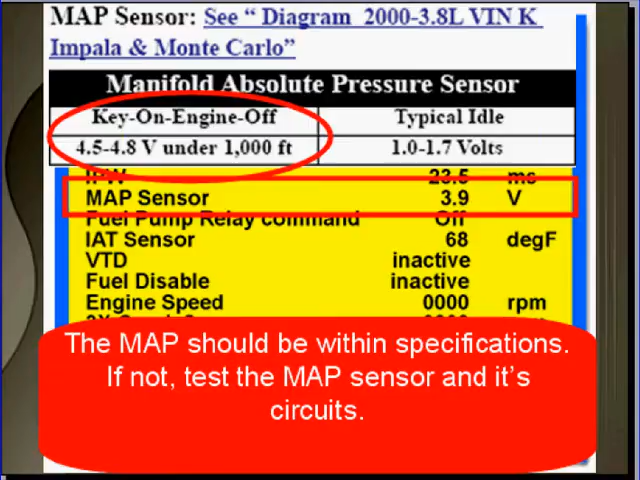 MAP Sensor: See “ Diagram 2000-3.8L VIN K
Impala & Monte Carlo”
Manifold Absolute Pressure Sensor
Key-On-Engine-Off Typical Idle
4.5-4.8 V under 1,000 ft 1.0-1.7 Volts
IPW 23.5 ms
MAP Sensor 3.9 V
Fuel Pump Relay command Off
IAT Sensor 68 degF
VTD inactive
Fuel Disable inactive
Engine Speed 0000 rpm
The MAP should be within specifications.
If not, test the MAP sensor and it’s
circuits.